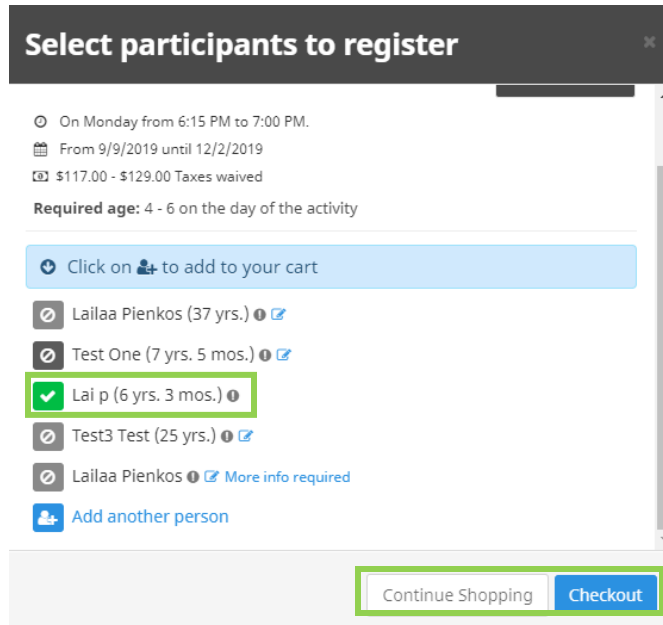 Select participants to register
On Monday from 6:15 PM to 7:00 PM.
From 9/9/2019 until 12/2/2019
$117.00 - $129.00 Taxes waived
Required age: 4 - 6 on the day of the activity
Click on to add to your cart
Lailaa Pienkos (37 yrs.)
Test One (7 yrs. 5 mos.)
Lai p (6 yrs. 3 mos.)
Test3 Test (25 yrs.)
Lailaa Pienkos More info required
Add another person
Continue Shopping Checkout